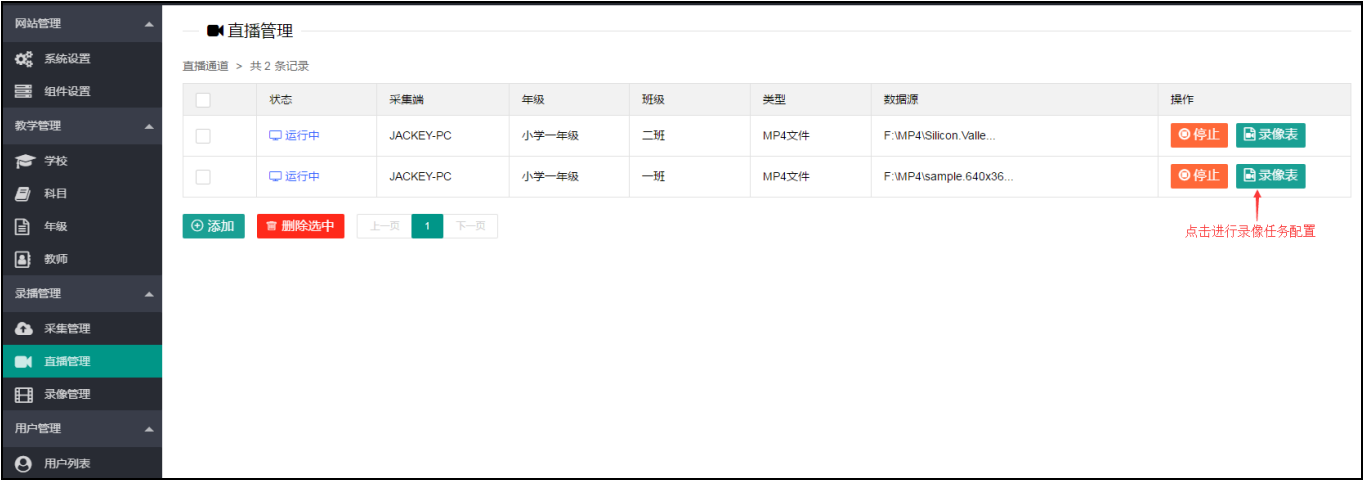 网站管理
系统设置
组件设置
教学管理
学校
科目
年级
教师
录播管理
采集管理
直播管理
录像管理
用户管理
用户列表
直播管理
直播通道 > 共 2 条记录
状态 采集端 年级 班级 类型 数据源 操作
运行中 JACKEY-PC 小学一年级 二班 MP4文件 F:\MP4\Silicon.Valle... 停止 录像表
运行中 JACKEY-PC 小学一年级 一班 MP4文件 F:\MP4\sample.640x36... 停止 录像表
添加 删除选中 上一页 1 下一页
点击进行录像任务配置